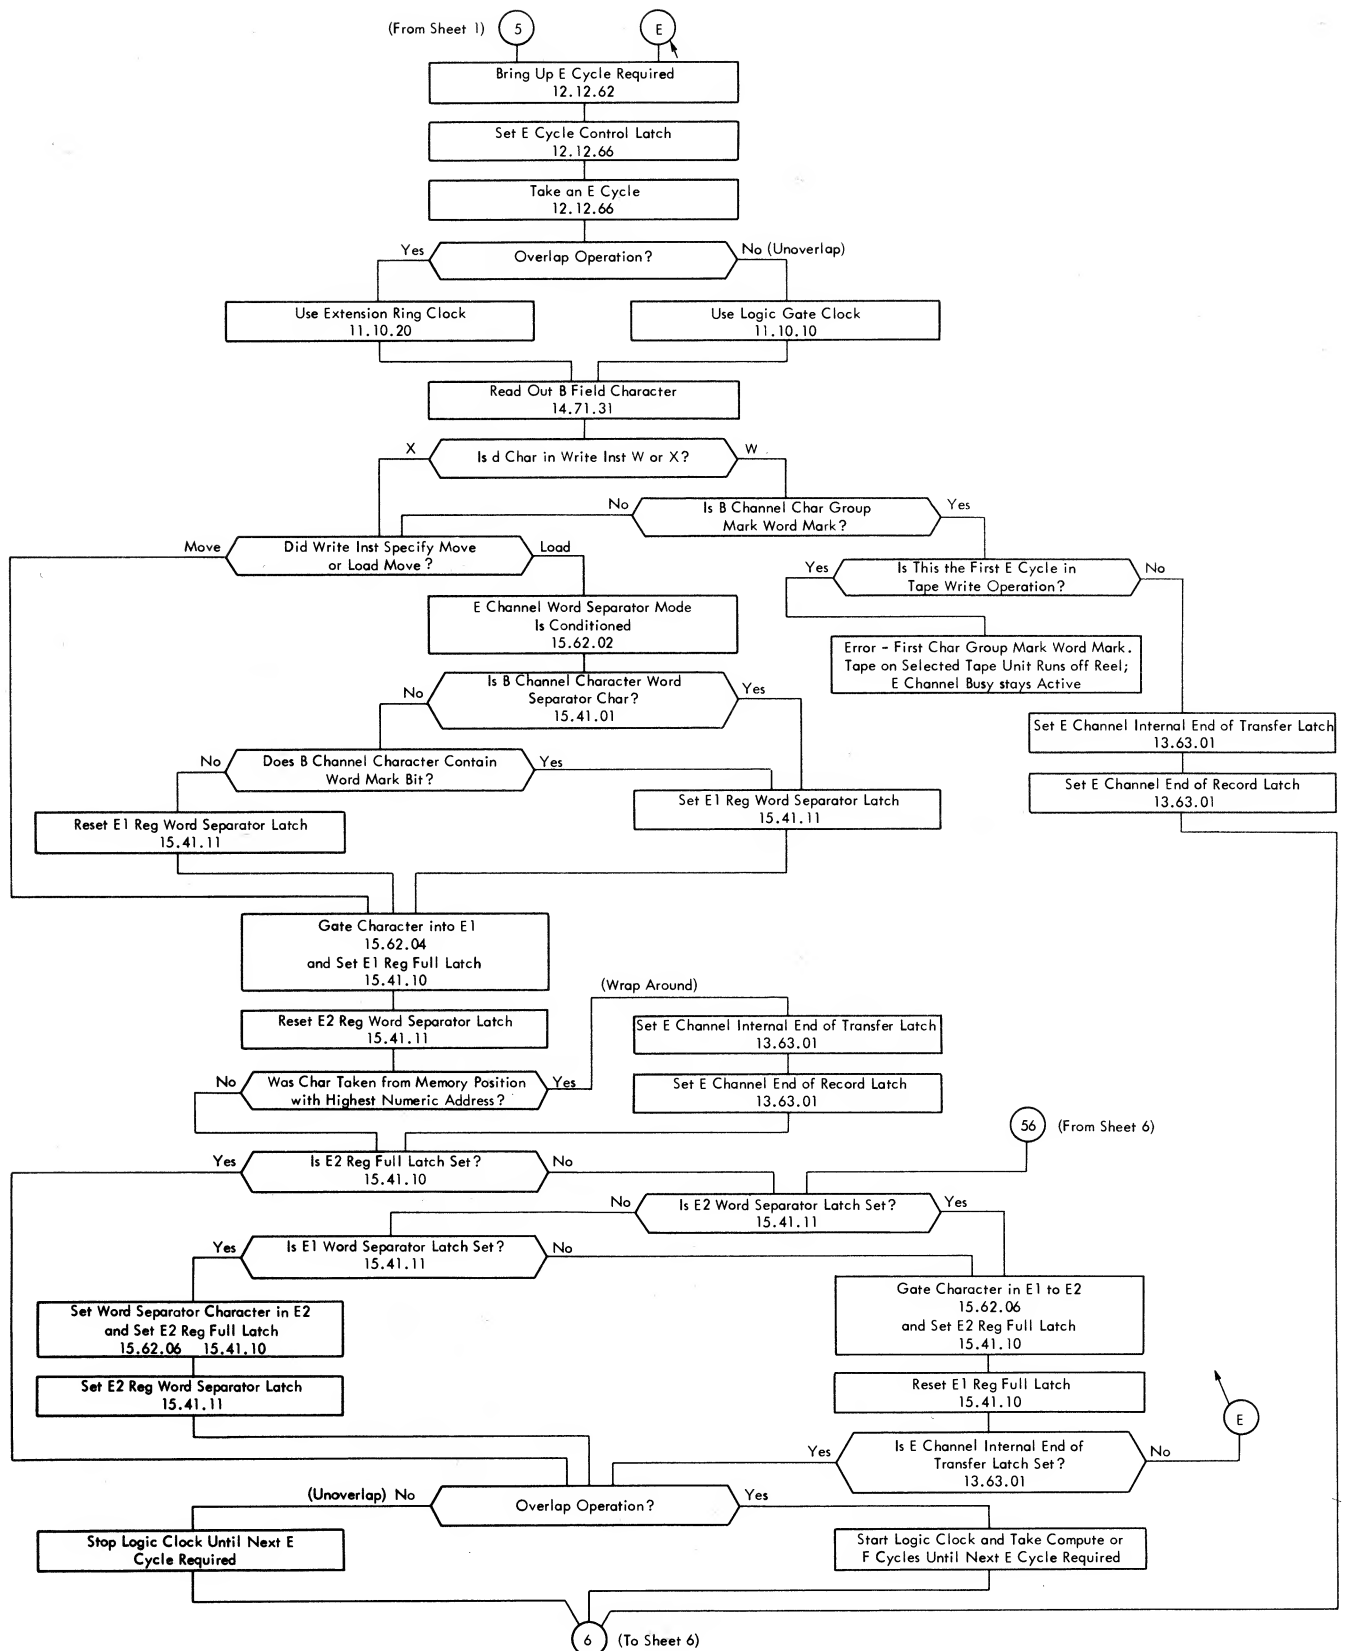 (From Sheet 1)
5
E
Bring Up E Cycle Required
12.12.62
Set E Cycle Control Latch
12.12.66
Take an E Cycle
12.12.66
Yes
Overlap Operation?
No (Unoverlap)
Use Extension Ring Clock
11.10.20
Use Logic Gate Clock
11.10.10
Read Out B Field Character
14.71.31
X
Is d Char in Write Inst W or X?
W
No
Is B Channel Char Group
Mark Word Mark?
Yes
Move
Did Write Inst Specify Move
or Load Move?
Load
Yes
Is This the First E Cycle in
Tape Write Operation?
No
E Channel Word Separator Mode
Is Conditioned
15.62.02
Error - First Char Group Mark Word Mark.
Tape on Selected Tape Unit Runs off Reel;
E Channel Busy stays Active
No
Is B Channel Character Word
Separator Char?
15.41.01
Yes
Set E Channel Internal End of Transfer Latch
13.63.01
No
Does B Channel Character Contain
Word Mark Bit?
Yes
Set E Channel End of Record Latch
13.63.01
Set E1 Reg Word Separator Latch
15.41.11
Reset E1 Reg Word Separator Latch
15.41.11
Gate Character into E1
15.62.04
and Set E1 Reg Full Latch
15.41.10
(Wrap Around)
Reset E2 Reg Word Separator Latch
15.41.11
Set E Channel Internal End of Transfer Latch
13.63.01
No
Was Char Taken from Memory Position
with Highest Numeric Address?
Yes
Set E Channel End of Record Latch
13.63.01
56
(From Sheet 6)
Yes
Is E2 Reg Full Latch Set?
15.41.10
No
No
Is E2 Word Separator Latch Set?
15.41.11
Yes
Yes
Is E1 Word Separator Latch Set?
15.41.11
No
Gate Character in E1 to E2
15.62.06
and Set E2 Reg Full Latch
15.41.10
Set Word Separator Character in E2
and Set E2 Reg Full Latch
15.62.06 15.41.10
Reset E1 Reg Full Latch
15.41.10
Set E2 Reg Word Separator Latch
15.41.11
E
Yes
Is E Channel Internal End of
Transfer Latch Set?
13.63.01
No
(Unoverlap) No
Overlap Operation?
Yes
Stop Logic Clock Until Next E
Cycle Required
Start Logic Clock and Take Compute or
F Cycles Until Next E Cycle Required
6
(To Sheet 6)